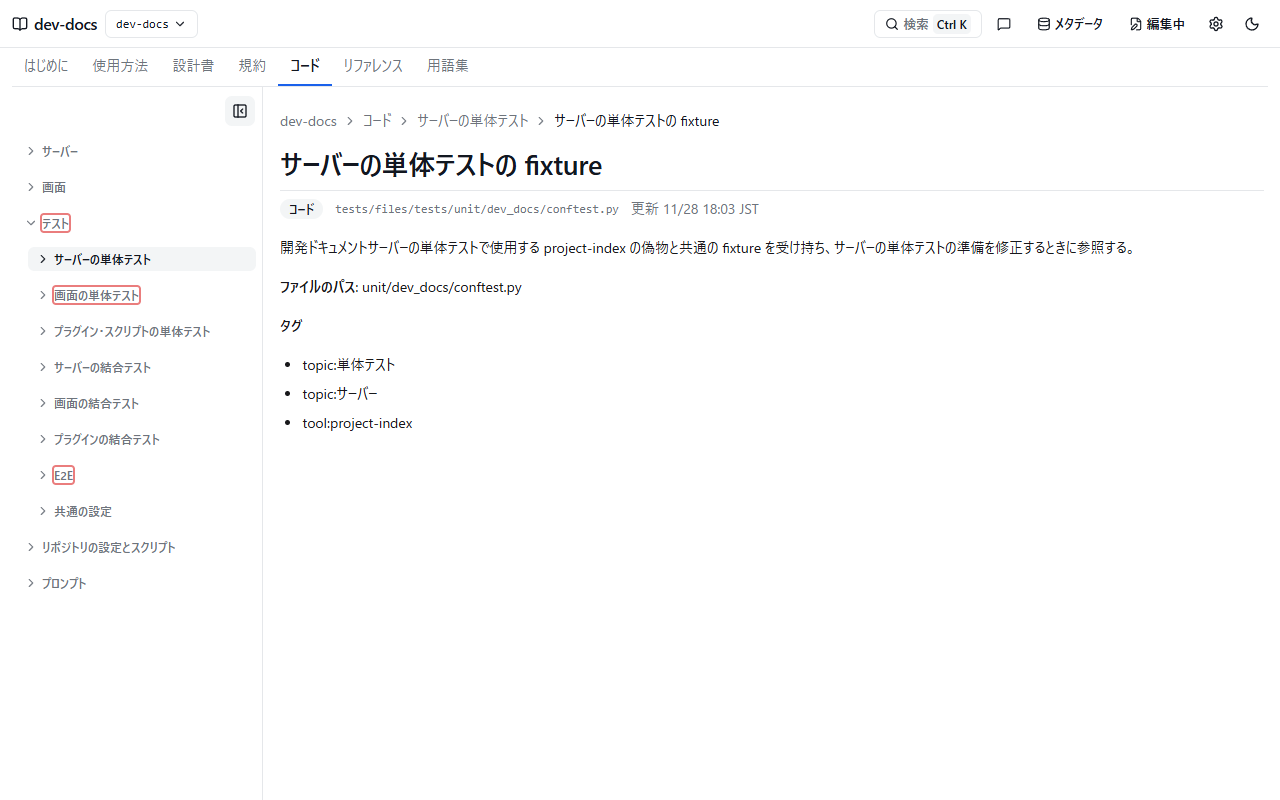 dev-docs
dev-docs
検索 Ctrl K
メタデータ
編集中
はじめに
使用方法
設計書
規約
コード
リファレンス
用語集
サーバー
画面
テスト
サーバーの単体テスト
画面の単体テスト
プラグイン・スクリプトの単体テスト
サーバーの結合テスト
画面の結合テスト
プラグインの結合テスト
E2E
共通の設定
リポジトリの設定とスクリプト
プロンプト
dev-docs > コード > サーバーの単体テスト > サーバーの単体テストの fixture
サーバーの単体テストの fixture
コード tests/files/tests/unit/dev_docs/conftest.py 更新 11/28 18:03 JST
開発ドキュメントサーバーの単体テストで使用する project-index の偽物と共通の fixture を受け持ち、サーバーの単体テストの準備を修正するときに参照する。
ファイルのパス: unit/dev_docs/conftest.py
タグ
topic:単体テスト
topic:サーバー
tool:project-index